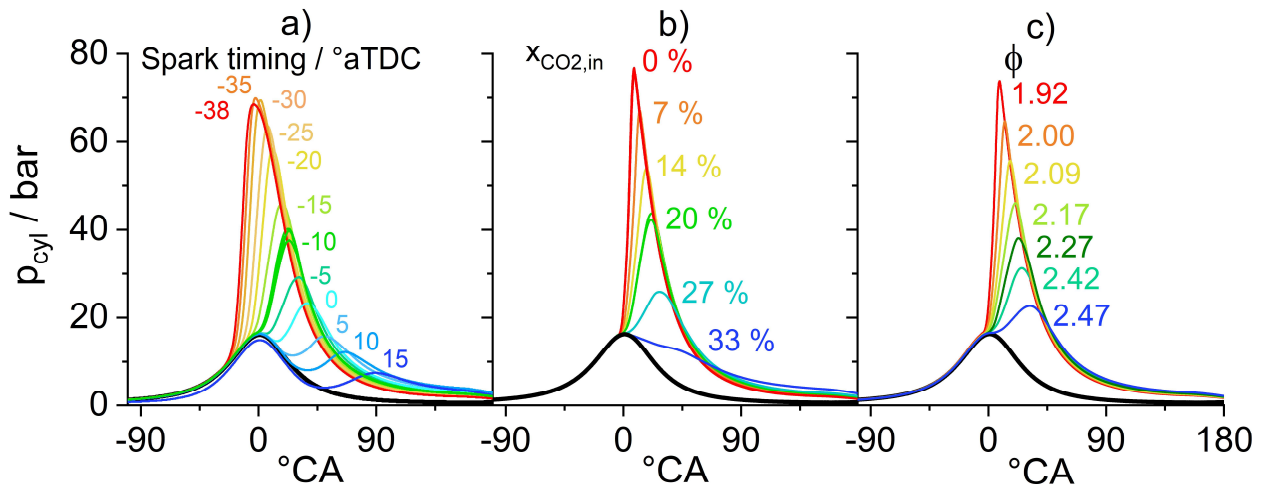 a)
b)
c)
Spark timing / °aTDC
x_CO2,in
ϕ
p_cyl / bar
80
60
40
20
0
-38
-35
-30
-25
-20
-15
-10
-5
0
5
10
15
0 %
7 %
14 %
20 %
27 %
33 %
1.92
2.00
2.09
2.17
2.27
2.42
2.47
-90 0 90
-90 0 90
-90 0 90 180
°CA
°CA
°CA